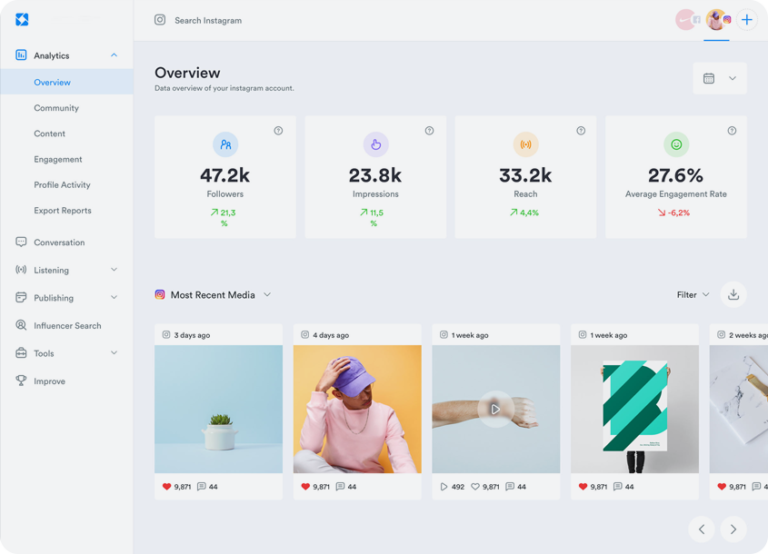 Search Instagram
Analytics
Overview
Community
Content
Engagement
Profile Activity
Export Reports
Conversation
Listening
Publishing
Influencer Search
Tools
Improve
Overview
Data overview of your instagram account.
47.2k
Followers
21,3
%
23.8k
Impressions
11,5
%
33.2k
Reach
4,4%
27.6%
Average Engagement Rate
-6,2%
Most Recent Media
Filter
3 days ago
9,871 44
4 days ago
9,871 44
1 week ago
492 9,871 44
1 week ago
9,871 44
2 weeks
9,871